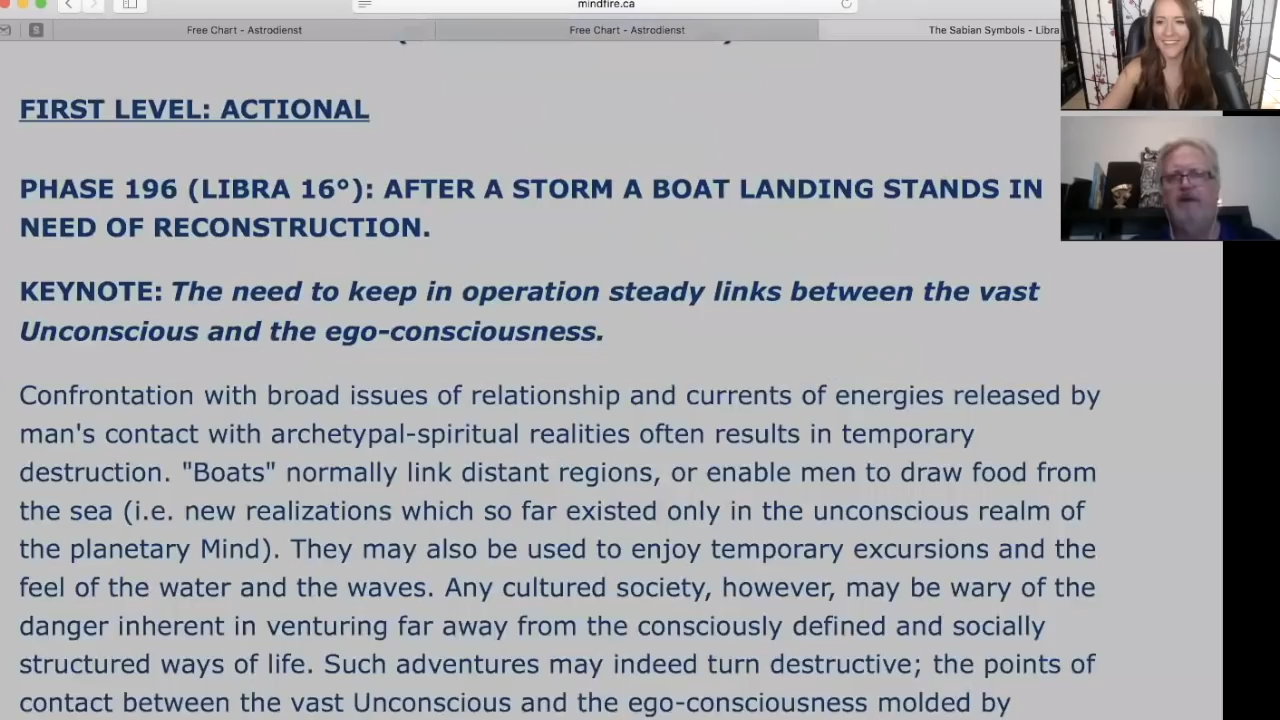 mindfire.ca
Free Chart - Astrodienst
Free Chart - Astrodienst
The Sabian Symbols - Libra
FIRST LEVEL: ACTIONAL
PHASE 196 (LIBRA 16°): AFTER A STORM A BOAT LANDING STANDS IN
NEED OF RECONSTRUCTION.
KEYNOTE: The need to keep in operation steady links between the vast
Unconscious and the ego-consciousness.
Confrontation with broad issues of relationship and currents of energies released by
man's contact with archetypal-spiritual realities often results in temporary
destruction. "Boats" normally link distant regions, or enable men to draw food from
the sea (i.e. new realizations which so far existed only in the unconscious realm of
the planetary Mind). They may also be used to enjoy temporary excursions and the
feel of the water and the waves. Any cultured society, however, may be wary of the
danger inherent in venturing far away from the consciously defined and socially
structured ways of life. Such adventures may indeed turn destructive; the points of
contact between the vast Unconscious and the ego-consciousness molded by